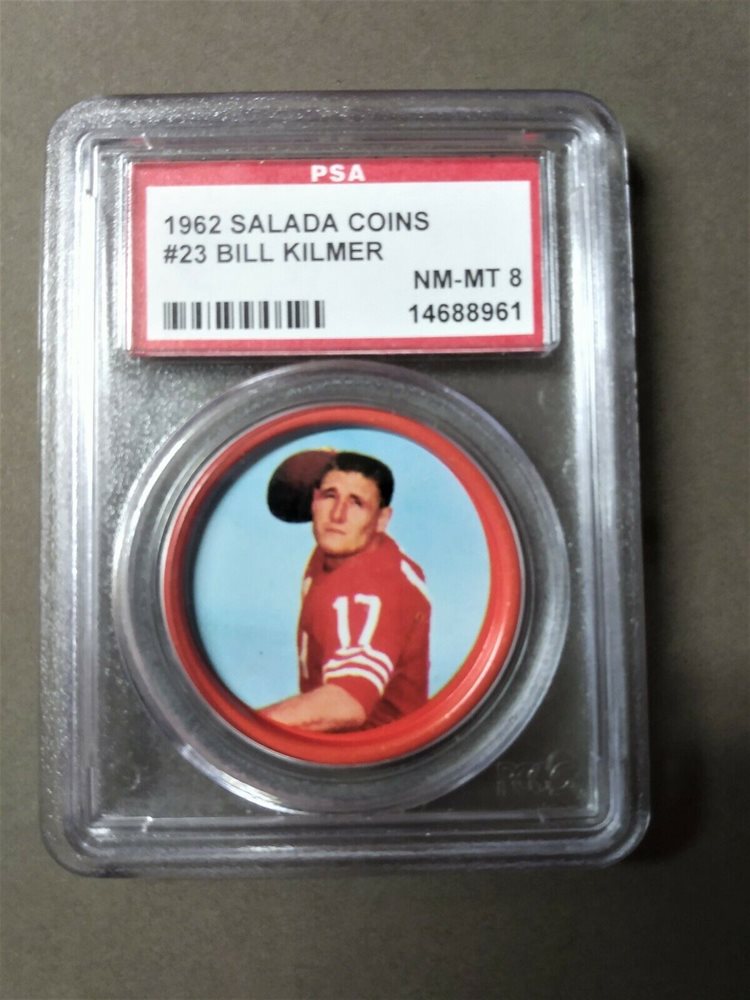 PSA
1962 SALADA COINS
#23 BILL KILMER
NM-MT 8
14688961
17